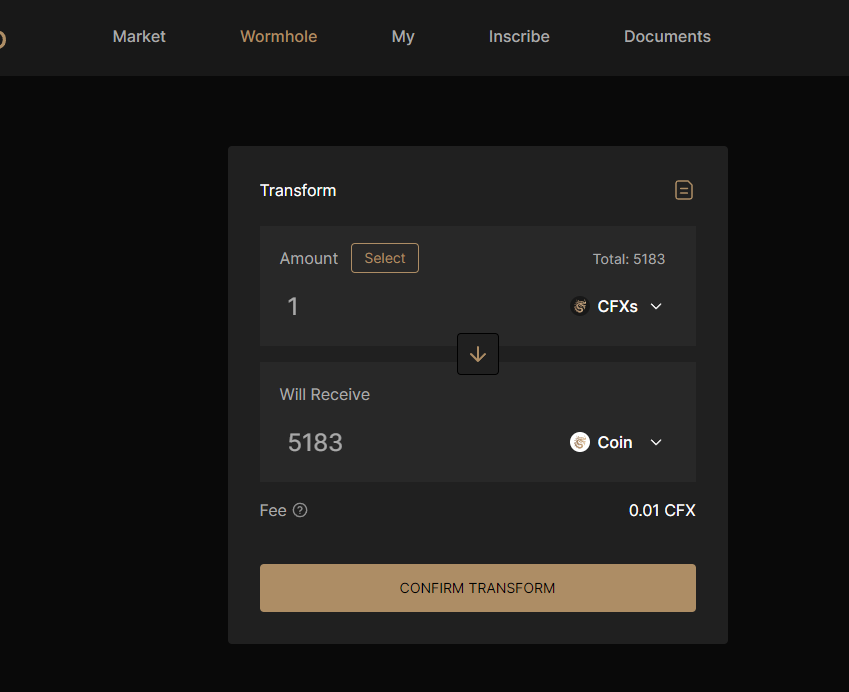 Market Wormhole My Inscribe Documents
Transform
Amount Select Total: 5183
1 CFXs
Will Receive
5183 Coin
Fee 0.01 CFX
CONFIRM TRANSFORM